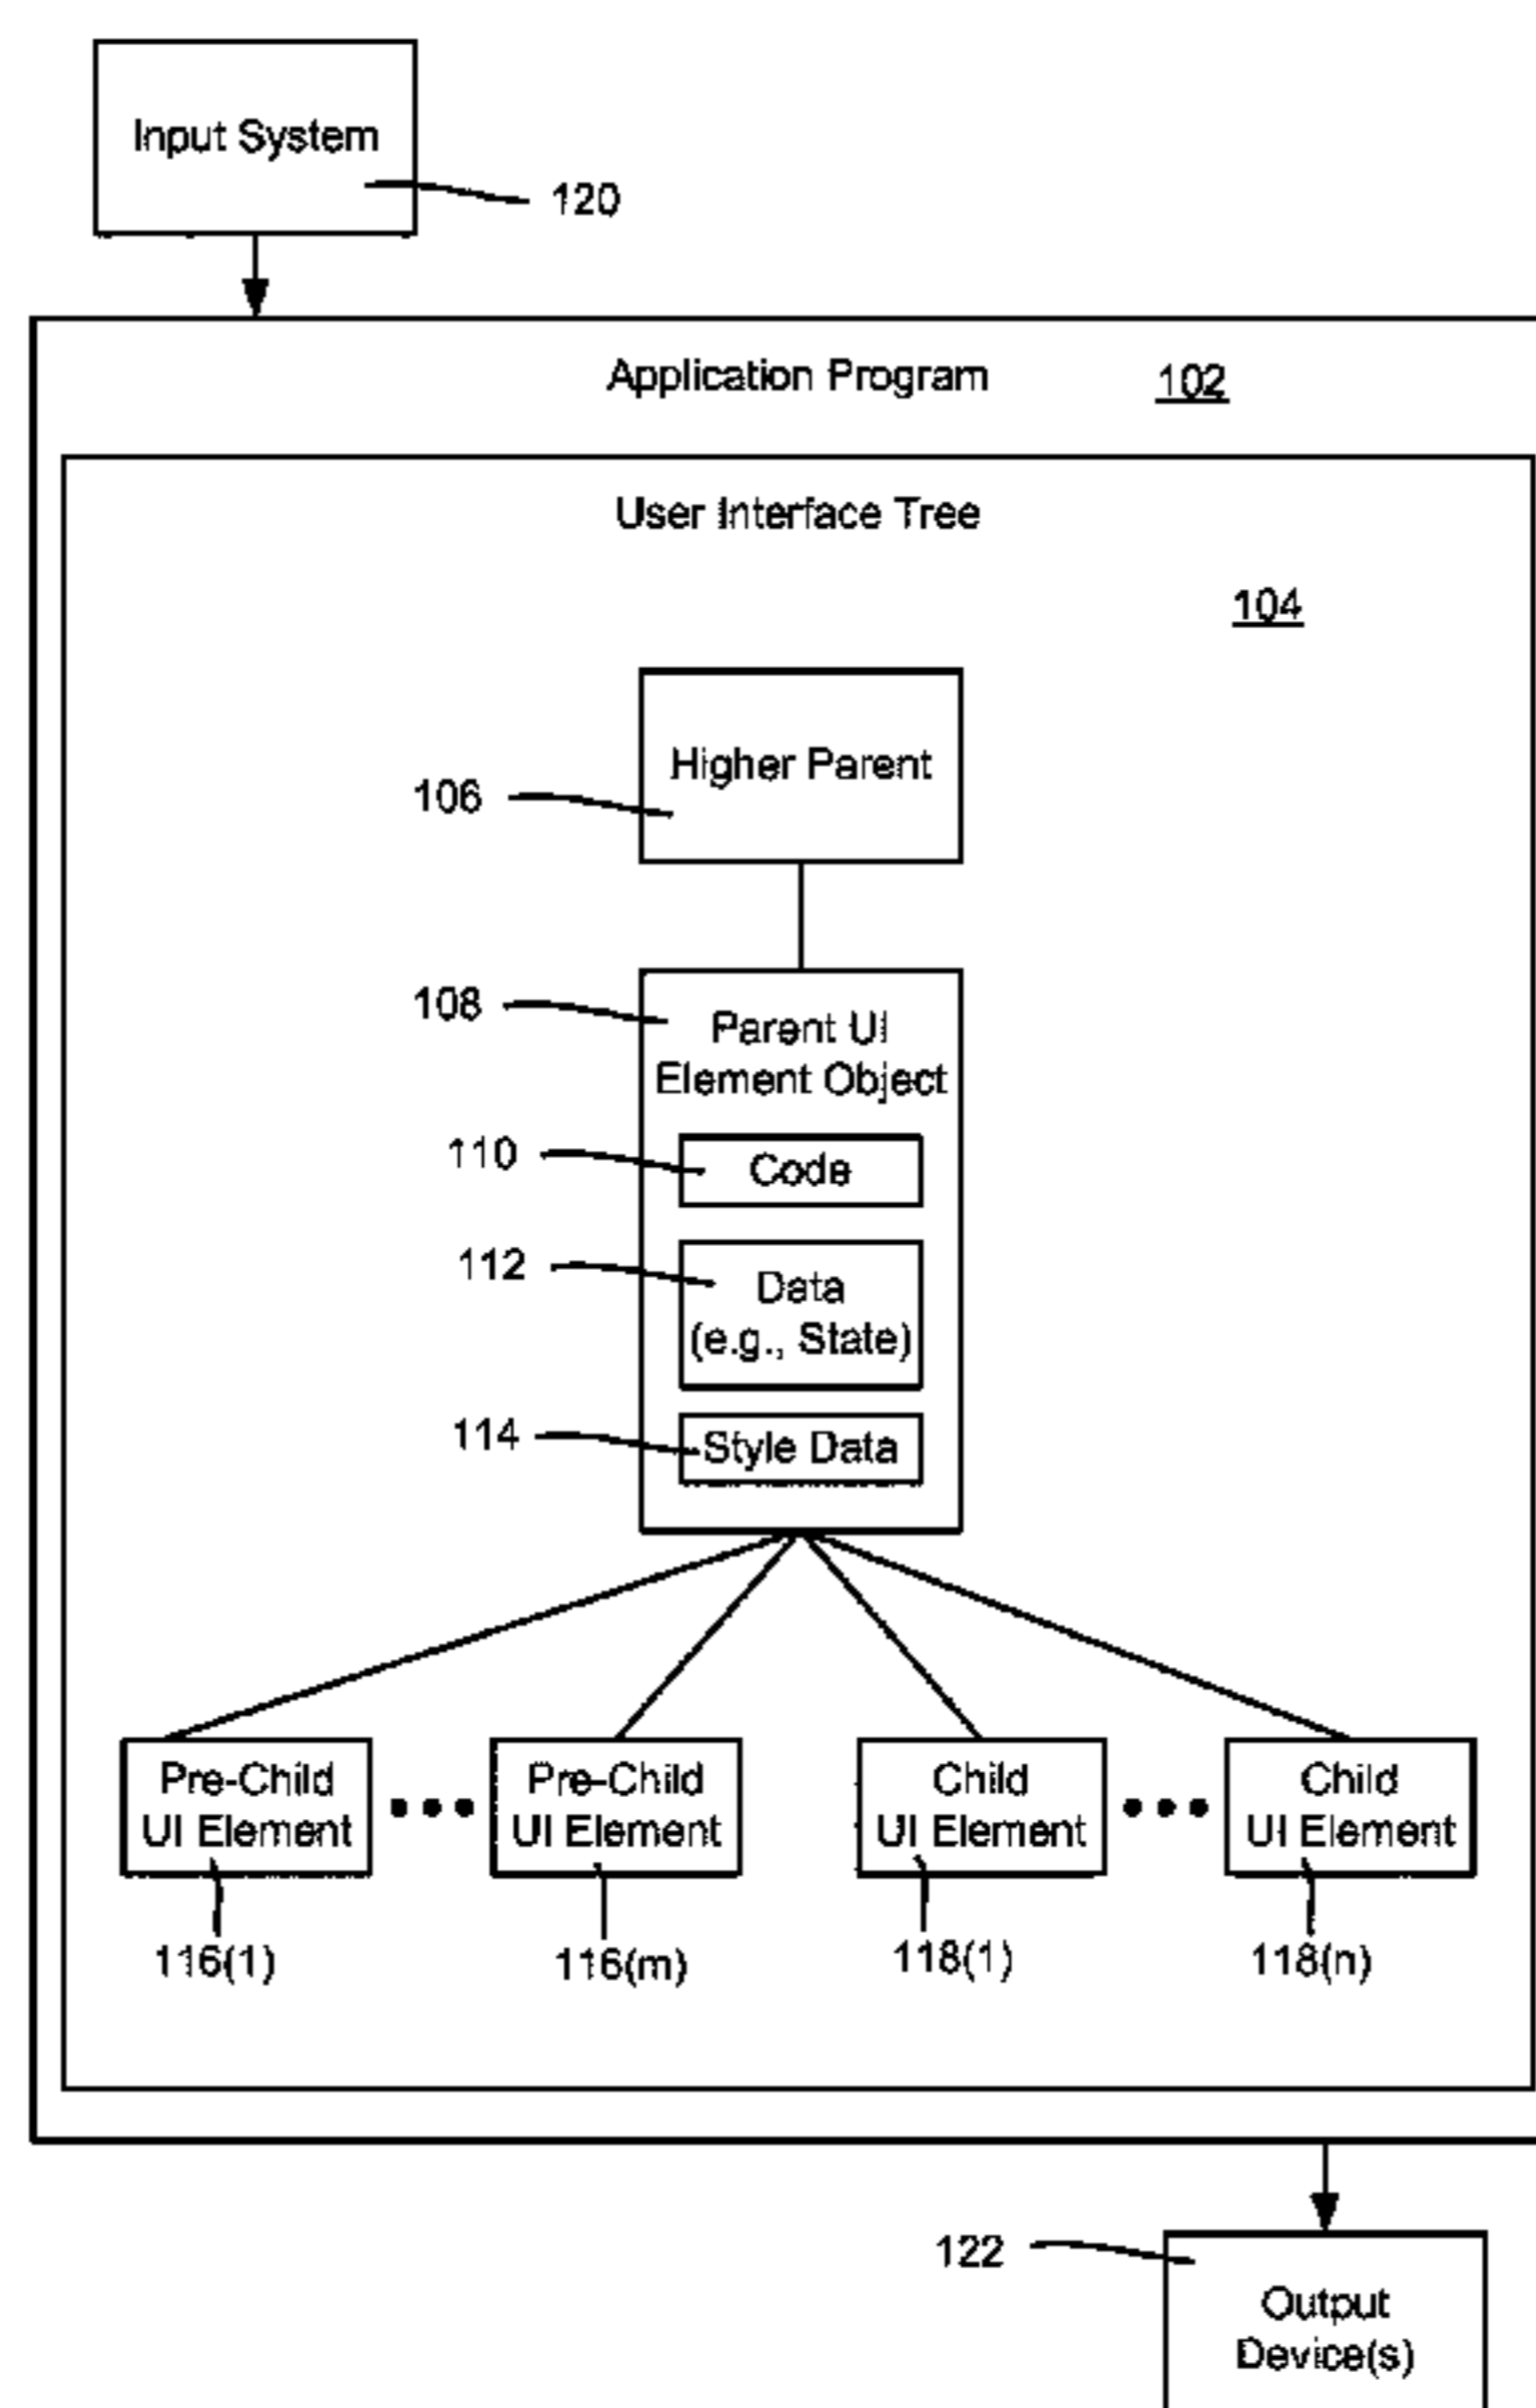 Input System
120
Application Program 102
User Interface Tree
104
Higher Parent
106
108
Parent UI
Element Object
110
Code
112
Data
(e.g., State)
114
Style Data
Pre-Child
UI Element
Pre-Child
UI Element
Child
UI Element
Child
UI Element
116(1)
116(m)
118(1)
118(n)
122
Output
Device(s)